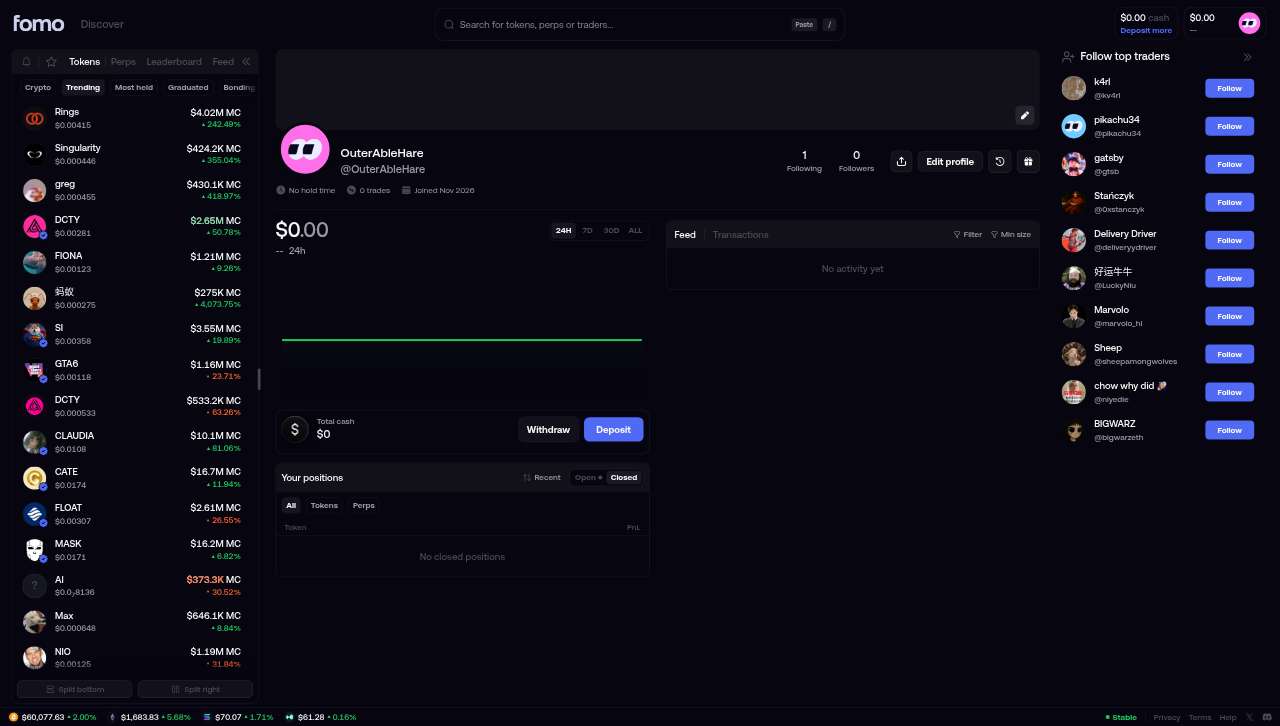 fomo
Discover
Search for tokens, perps or traders...
Paste
/
$0.00 cash
Deposit more
$0.00
—
Tokens Perps Leaderboard Feed
Crypto Trending Most held Graduated Bonding
Rings $4.02M MC
$0.00415 242.49%
Singularity $424.2K MC
$0.000446 355.04%
greg $430.1K MC
$0.000455 418.97%
DCTY $2.65M MC
$0.00281 50.78%
FIONA $1.21M MC
$0.00123 9.26%
蚂蚁 $275K MC
$0.000275 4,073.75%
SI $3.55M MC
$0.00358 19.89%
GTA6 $1.16M MC
$0.00118 23.71%
DCTY $533.2K MC
$0.000533 63.26%
CLAUDIA $10.1M MC
$0.0108 81.06%
CATE $16.7M MC
$0.0174 11.94%
FLOAT $2.61M MC
$0.00307 26.55%
MASK $16.2M MC
$0.0171 6.82%
AI $373.3K MC
? 30.52%
Max $646.1K MC
$0.000648 8.84%
NIO $1.19M MC
$0.00125 31.84%
Split bottom Split right
OuterAbleHare
@OuterAbleHare
1 Following
0 Followers
Edit profile
No hold time 0 trades Joined Nov 2026
$0.00
-- 24h
24H 7D 30D ALL
$ Total cash
$0
Withdraw Deposit
Your positions
Recent Open Closed
All Tokens Perps
Token PnL
No closed positions
Feed Transactions
Filter Min size
No activity yet
Follow top traders
k4rl
@kv4rl
Follow
pikachu34
@pikachu34
Follow
gatsby
@gtsb
Follow
Stańczyk
@0xstanczyk
Follow
Delivery Driver
@deliveryydriver
Follow
好运牛牛
@LuckyNiu
Follow
Marvolo
@marvolo_hl
Follow
Sheep
@sheepamongwolves
Follow
chow why did
@niyedie
Follow
BIGWARZ
@bigwarzeth
Follow
$60,077.63 2.00% $1,683.83 5.68% $70.07 1.71% $61.28 0.16%
Stable Privacy Terms Help